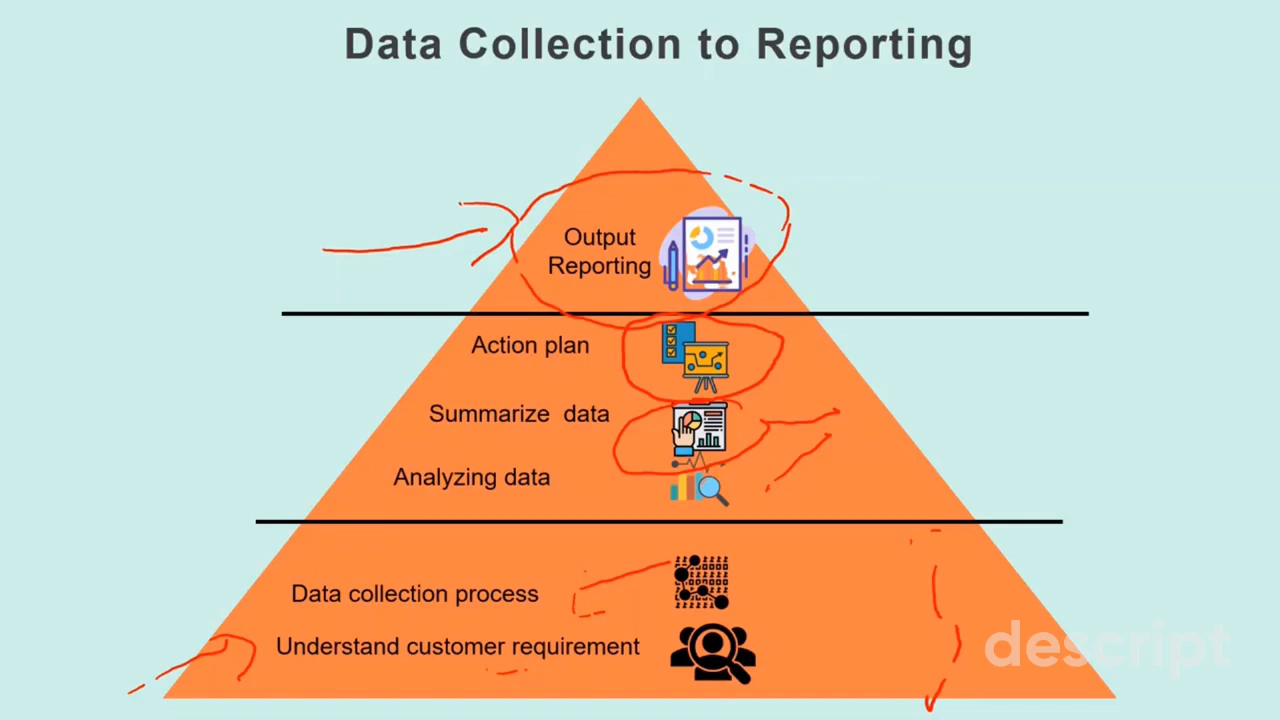 Data Collection to Reporting
Output
Reporting
Action plan
Summarize data
Analyzing data
Data collection process
Understand customer requirement
descript